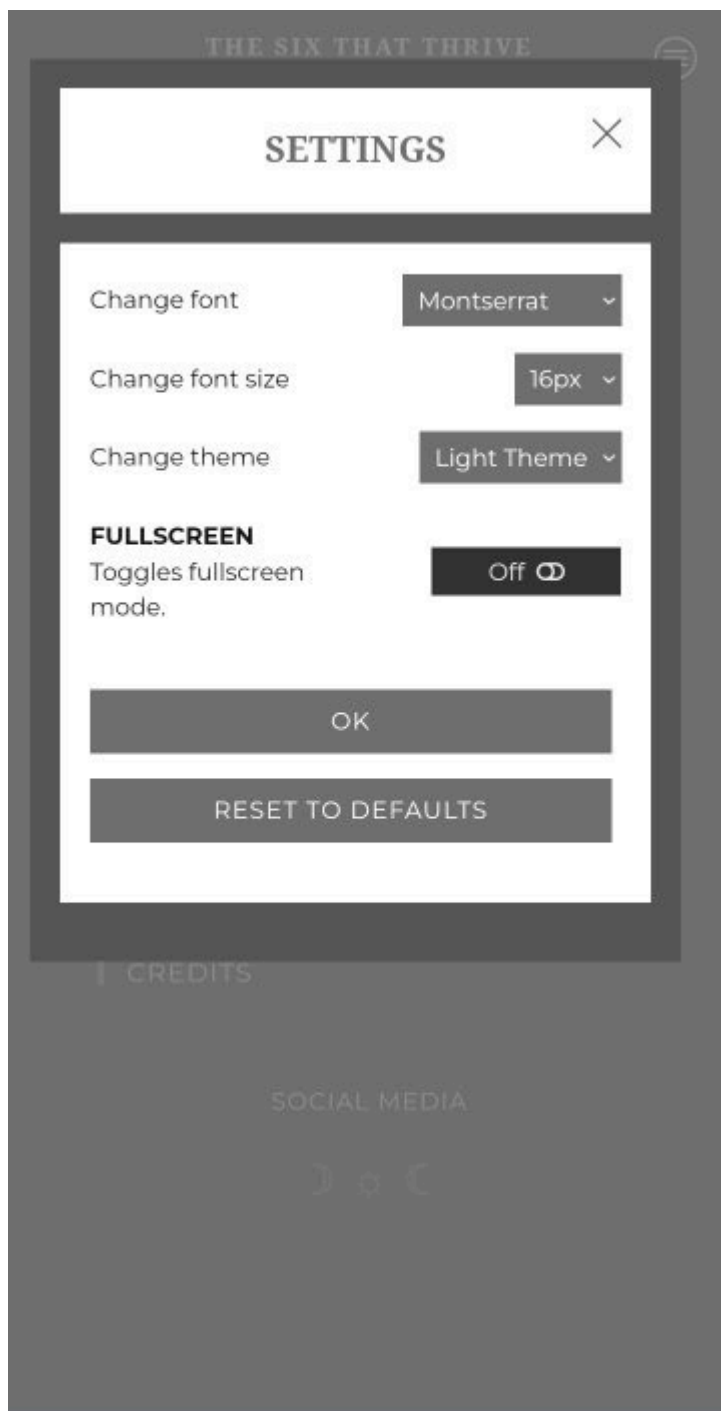 THE SIX THAT THRIVE
SETTINGS
Change font
Montserrat
Change font size
16px
Change theme
Light Theme
FULLSCREEN
Toggles fullscreen
mode.
Off
OK
RESET TO DEFAULTS
CREDITS
SOCIAL MEDIA